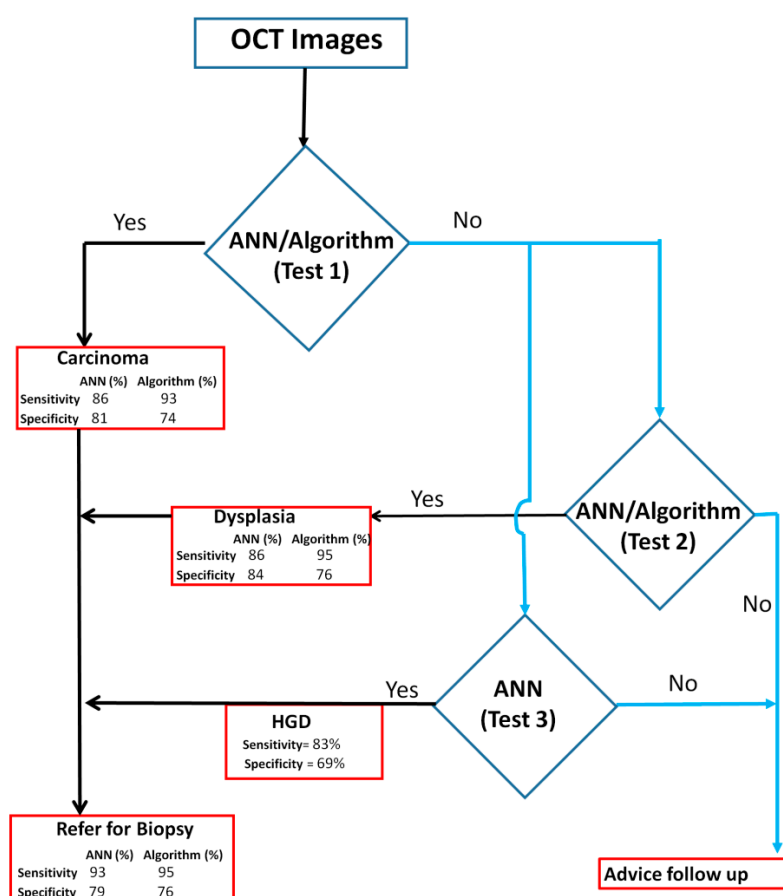 OCT Images
Yes
No
ANN/Algorithm
(Test 1)
Carcinoma
ANN (%) Algorithm (%)
Sensitivity 86 93
Specificity 81 74
Yes
ANN/Algorithm
(Test 2)
Dysplasia
ANN (%) Algorithm (%)
Sensitivity 86 95
Specificity 84 76
No
Yes
ANN
(Test 3)
No
HGD
Sensitivity= 83%
Specificity = 69%
Refer for Biopsy
ANN (%) Algorithm (%)
Sensitivity 93 95
Specificity 79 76
Advice follow up